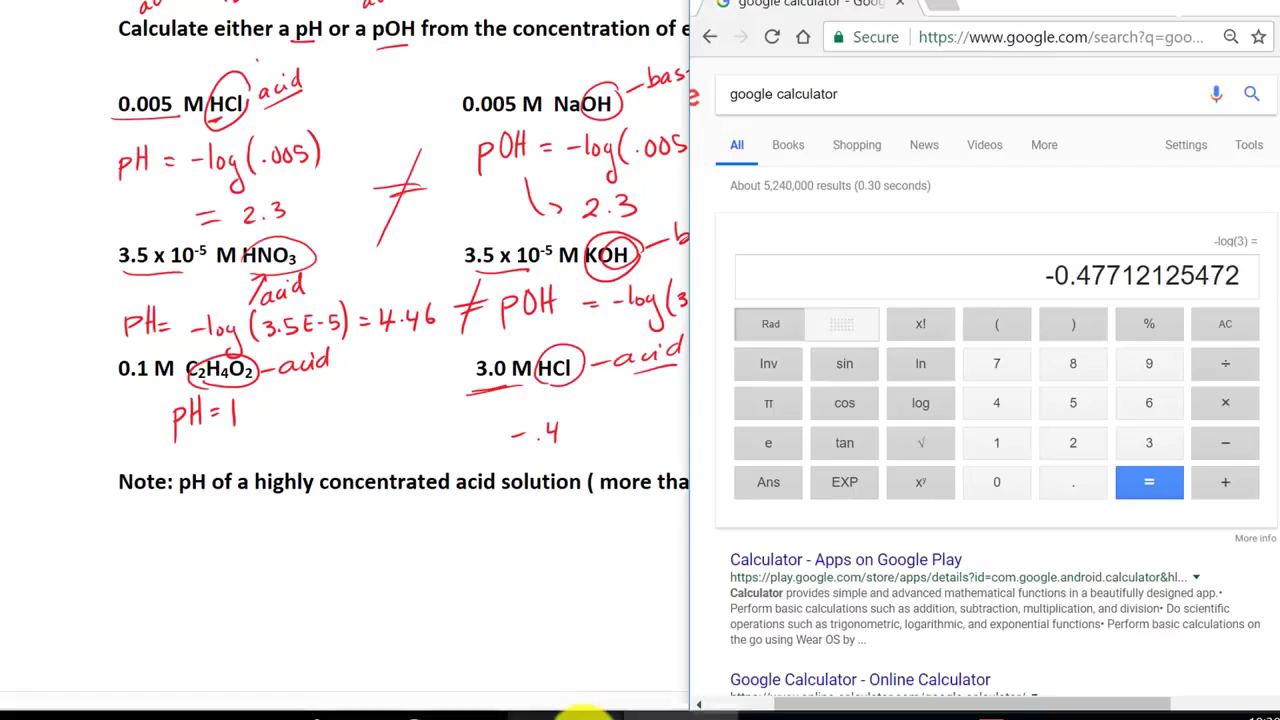 Calculate either a pH or a pOH from the concentration of e
0.005 M HCl
acid
0.005 M NaOH
bas
pH = -log(.005)
= 2.3
≠
pOH = -log(.005
↳ 2.3
3.5 x 10-5 M HNO3
acid
3.5 x 10-5 M KOH
b
pH= -log(3.5E-5) = 4.46
≠ pOH = -log(3
0.1 M C2H4O2 - acid
pH = 1
3.0 M HCl - acid
- .4
Note: pH of a highly concentrated acid solution ( more tha
google calculator - Goog
Secure
https://www.google.com/search?q=goo...
e
google calculator
All Books Shopping News Videos More Settings Tools
About 5,240,000 results (0.30 seconds)
-log(3) =
-0.47712125472
Rad x! ( ) % AC
Inv sin ln 7 8 9 ÷
π cos log 4 5 6 ×
e tan √ 1 2 3 −
Ans EXP xy 0 . = +
More info
Calculator - Apps on Google Play
https://play.google.com/store/apps/details?id=com.google.android.calculator&hl...
Calculator provides simple and advanced mathematical functions in a beautifully designed app.•
Perform basic calculations such as addition, subtraction, multiplication, and division• Do scientific
operations such as trigonometric, logarithmic, and exponential functions• Perform basic calculations on
the go using Wear OS by ...
Google Calculator - Online Calculator